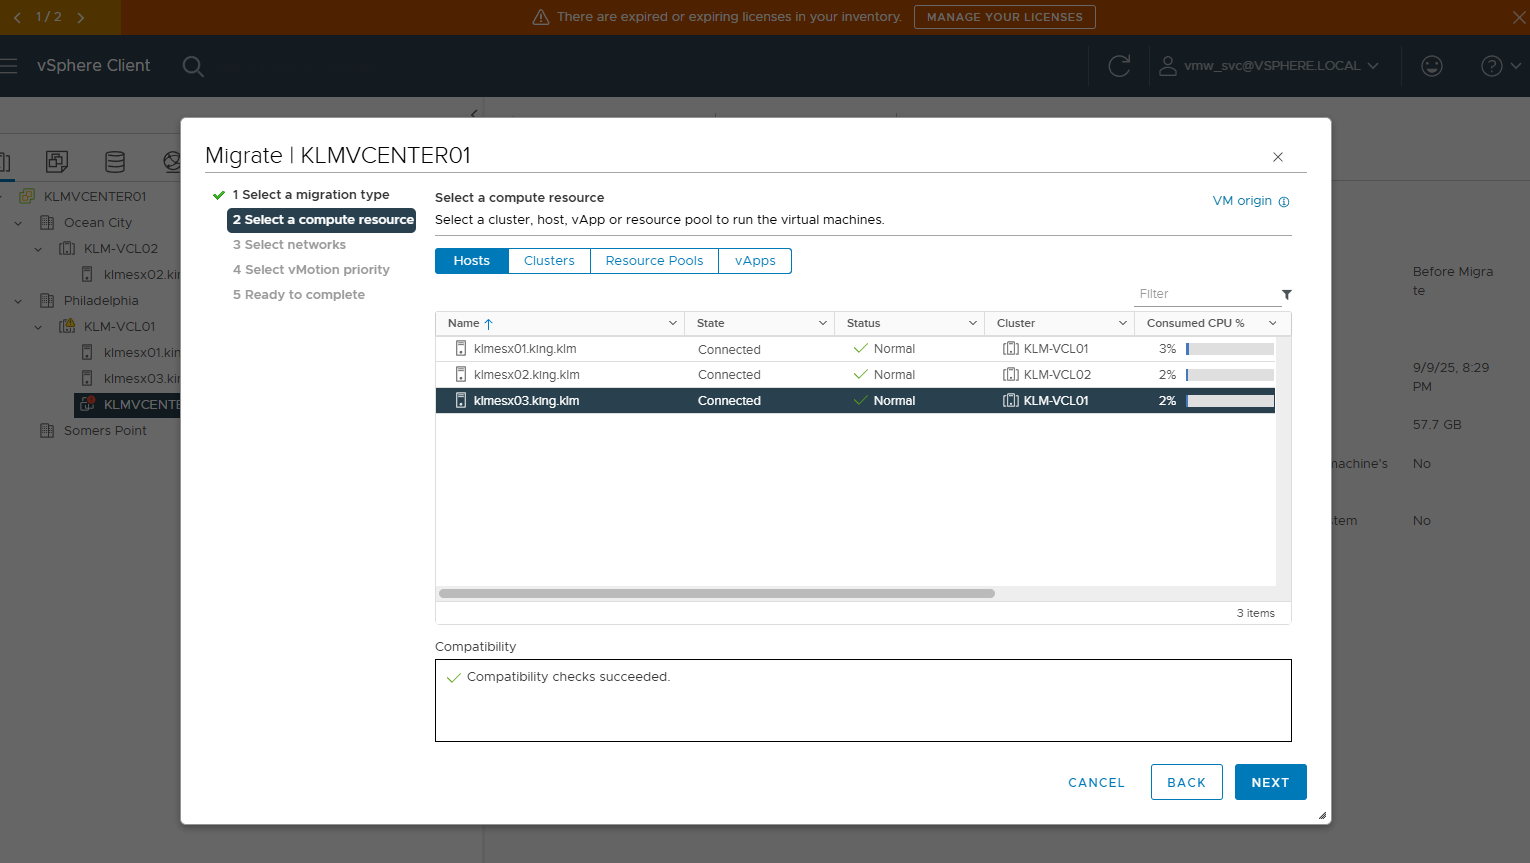 1 / 2
There are expired or expiring licenses in your inventory.
MANAGE YOUR LICENSES
vSphere Client
vmw_svc@VSPHERE.LOCAL
KLMVCENTER01
Ocean City
KLM-VCL02
klmesx02.kin
Philadelphia
KLM-VCL01
klmesx01.kin
klmesx03.kin
KLMVCENTE
Somers Point
Migrate | KLMVCENTER01
1 Select a migration type
2 Select a compute resource
3 Select networks
4 Select vMotion priority
5 Ready to complete
Select a compute resource
VM origin
Select a cluster, host, vApp or resource pool to run the virtual machines.
Hosts Clusters Resource Pools vApps
Filter
Name State Status Cluster Consumed CPU %
klmesx01.king.klm Connected Normal KLM-VCL01 3%
klmesx02.king.klm Connected Normal KLM-VCL02 2%
klmesx03.king.klm Connected Normal KLM-VCL01 2%
3 items
Compatibility
Compatibility checks succeeded.
CANCEL BACK NEXT
Before Migra
te
9/9/25, 8:29
PM
57.7 GB
machine's No
stem No